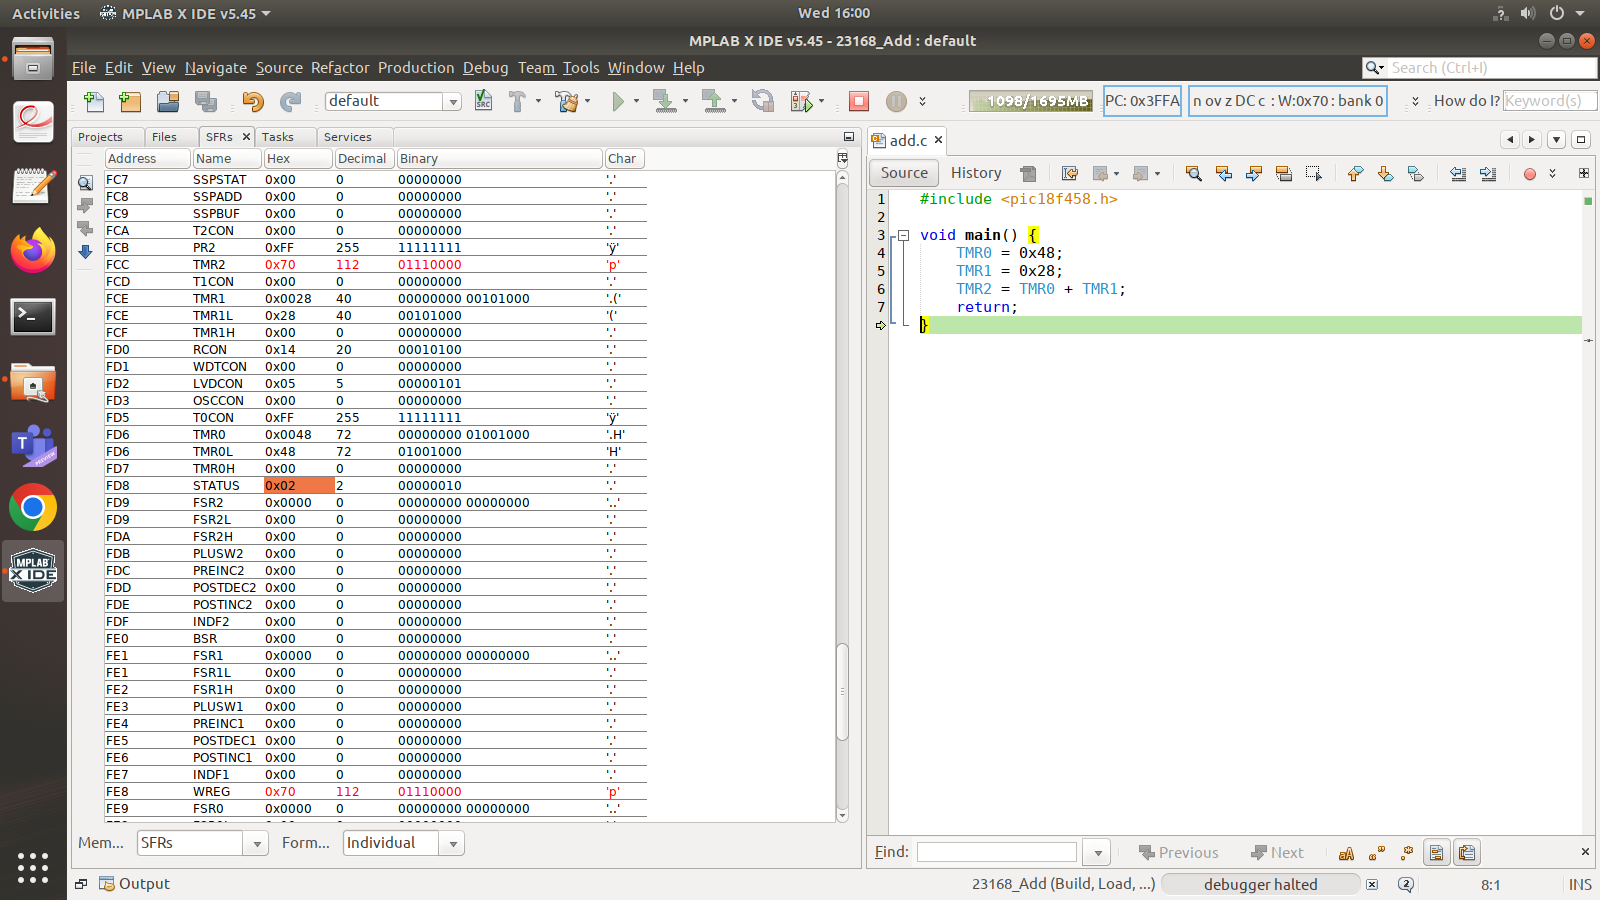 Activities MPLAB X IDE v5.45 Wed 16:00
MPLAB X IDE v5.45 - 23168_Add : default
File Edit View Navigate Source Refactor Production Debug Team Tools Window Help Search (Ctrl+I)
default 1098/1695MB PC: 0x3FFA n ov z DC c : W:0x70 : bank 0 How do I? Keyword(s)
Projects Files SFRs Tasks Services
Address Name Hex Decimal Binary Char
FC7 SSPSTAT 0x00 0 00000000 '.'
FC8 SSPADD 0x00 0 00000000 '.'
FC9 SSPBUF 0x00 0 00000000 '.'
FCA T2CON 0x00 0 00000000 '.'
FCB PR2 0xFF 255 11111111 'ÿ'
FCC TMR2 0x70 112 01110000 'p'
FCD T1CON 0x00 0 00000000 '.'
FCE TMR1 0x0028 40 00000000 00101000 '.('
FCE TMR1L 0x28 40 00101000 '('
FCF TMR1H 0x00 0 00000000 '.'
FD0 RCON 0x14 20 00010100 '.'
FD1 WDTCON 0x00 0 00000000 '.'
FD2 LVDCON 0x05 5 00000101 '.'
FD3 OSCCON 0x00 0 00000000 '.'
FD5 T0CON 0xFF 255 11111111 'ÿ'
FD6 TMR0 0x0048 72 00000000 01001000 '.H'
FD6 TMR0L 0x48 72 01001000 'H'
FD7 TMR0H 0x00 0 00000000 '.'
FD8 STATUS 0x02 2 00000010 '.'
FD9 FSR2 0x0000 0 00000000 00000000 '..'
FD9 FSR2L 0x00 0 00000000 '.'
FDA FSR2H 0x00 0 00000000 '.'
FDB PLUSW2 0x00 0 00000000 '.'
FDC PREINC2 0x00 0 00000000 '.'
FDD POSTDEC2 0x00 0 00000000 '.'
FDE POSTINC2 0x00 0 00000000 '.'
FDF INDF2 0x00 0 00000000 '.'
FE0 BSR 0x00 0 00000000 '.'
FE1 FSR1 0x0000 0 00000000 00000000 '..'
FE1 FSR1L 0x00 0 00000000 '.'
FE2 FSR1H 0x00 0 00000000 '.'
FE3 PLUSW1 0x00 0 00000000 '.'
FE4 PREINC1 0x00 0 00000000 '.'
FE5 POSTDEC1 0x00 0 00000000 '.'
FE6 POSTINC1 0x00 0 00000000 '.'
FE7 INDF1 0x00 0 00000000 '.'
FE8 WREG 0x70 112 01110000 'p'
FE9 FSR0 0x0000 0 00000000 00000000 '..'
Mem... SFRs Form... Individual
add.c
Source History
1 #include <pic18f458.h>
2
3 void main() {
4 TMR0 = 0x48;
5 TMR1 = 0x28;
6 TMR2 = TMR0 + TMR1;
7 return;
}
Find: Previous Next
Output 23168_Add (Build, Load, ...) debugger halted 2 8:1 INS